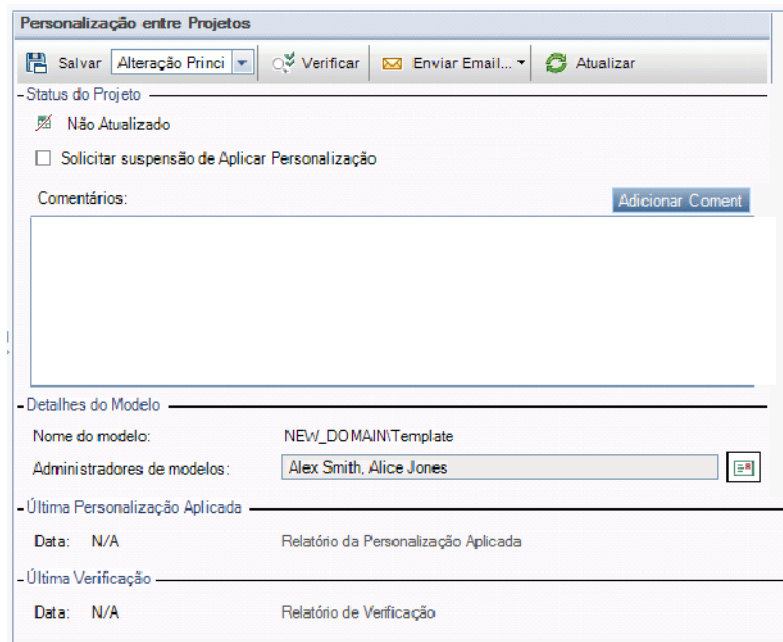 Personalização entre Projetos
Salvar Alteração Princi Verificar Enviar Email... Atualizar
Status do Projeto
Não Atualizado
Solicitar suspensão de Aplicar Personalização
Comentários: Adicionar Coment
Detalhes do Modelo
Nome do modelo: NEW_DOMAIN\Template
Administradores de modelos: Alex Smith, Alice Jones
Última Personalização Aplicada
Data: N/A Relatório da Personalização Aplicada
Última Verificação
Data: N/A Relatório de Verificação